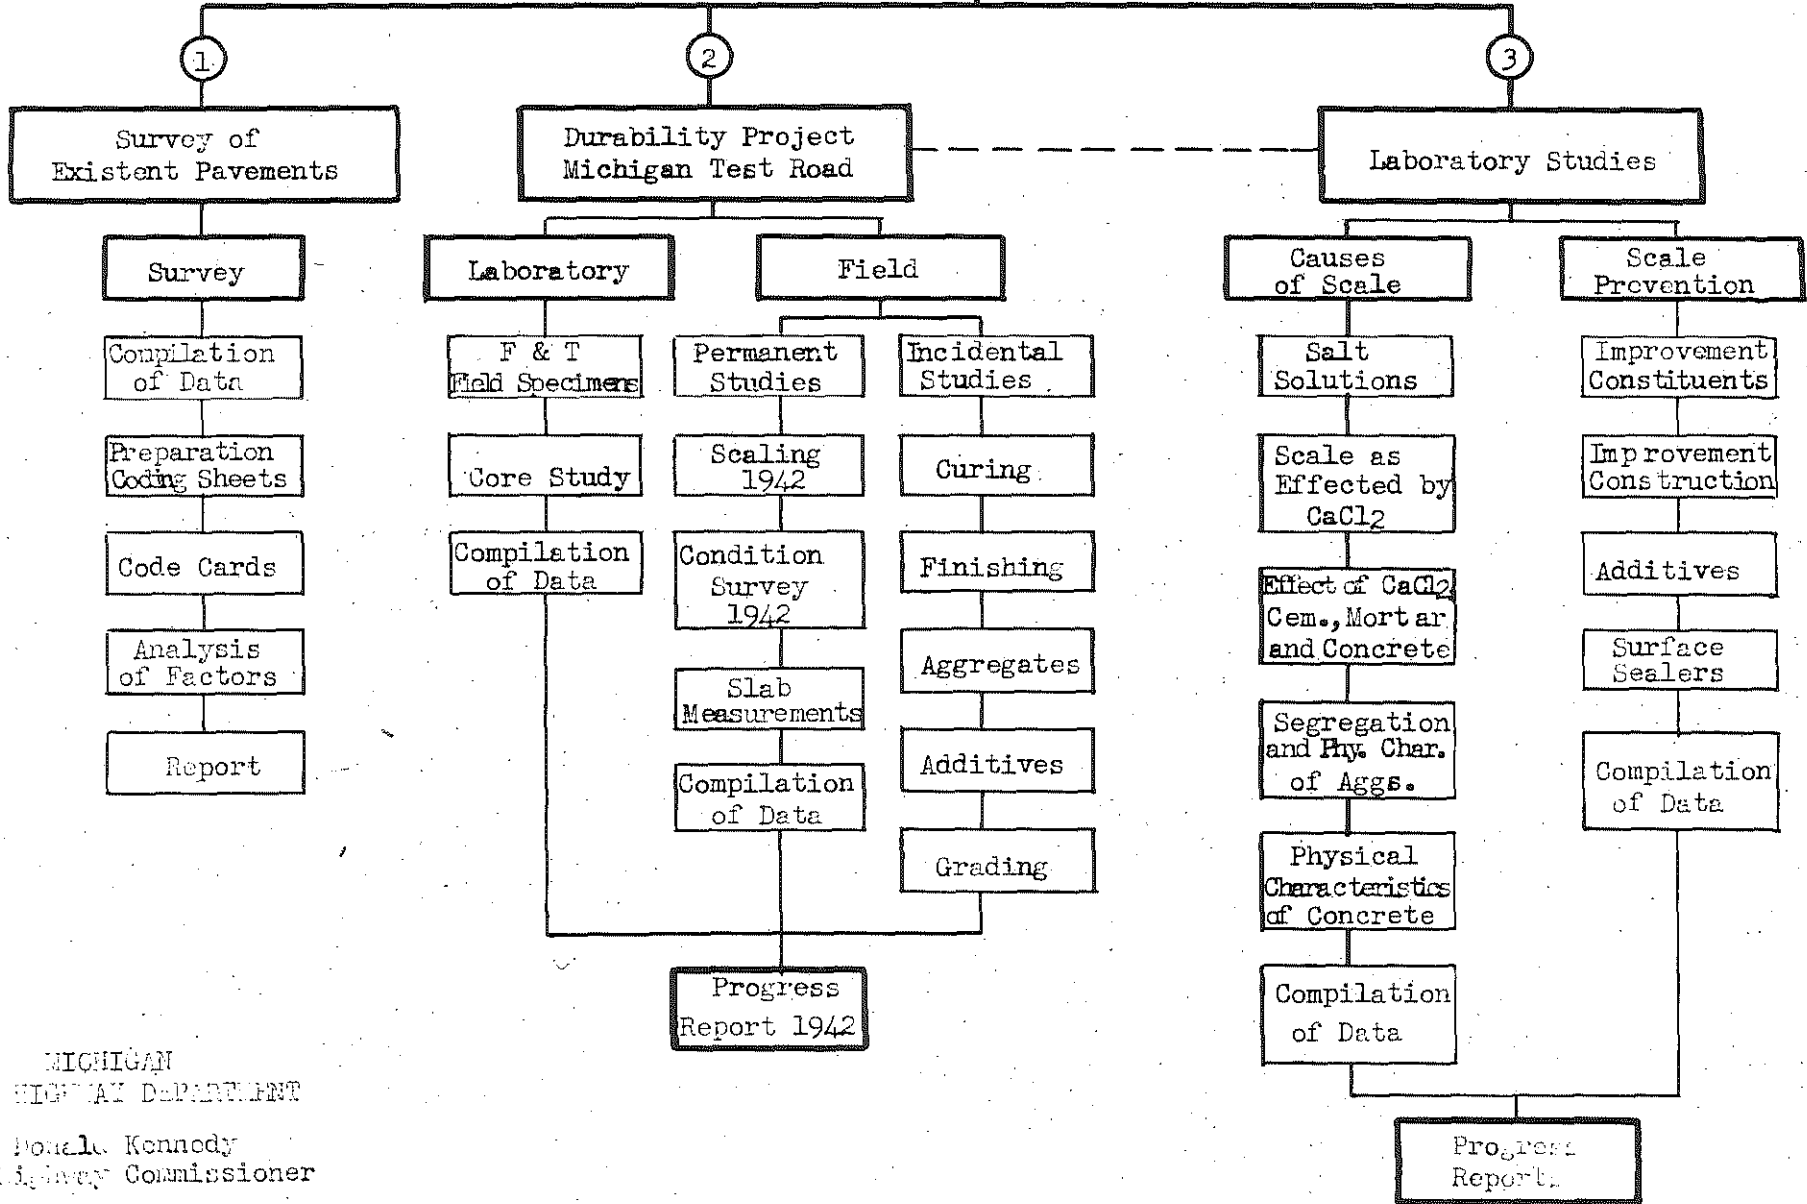 1
2
3
Survey of
Existent Pavements
Durability Project
Michigan Test Road
Laboratory Studies
Survey
Compilation
of Data
Preparation
Coding Sheets
Code Cards
Analysis
of Factors
Report
Laboratory
F & T
Field Specimens
Core Study
Compilation
of Data
Field
Permanent
Studies
Scaling
1942
Condition
Survey
1942
Slab
Measurements
Compilation
of Data
Incidental
Studies
Curing
Finishing
Aggregates
Additives
Grading
Progress
Report 1942
Causes
of Scale
Salt
Solutions
Scale as
Effected by
CaCl2
Effect of CaCl2
Cem., Mortar
and Concrete
Segregation
and Phy. Char.
of Aggs.
Physical
Characteristics
of Concrete
Compilation
of Data
Scale
Prevention
Improvement
Constituents
Improvement
Construction
Additives
Surface
Sealers
Compilation
of Data
Progress
Report
MICHIGAN
HIGHWAY DEPARTMENT
Donald Kennedy
Highway Commissioner